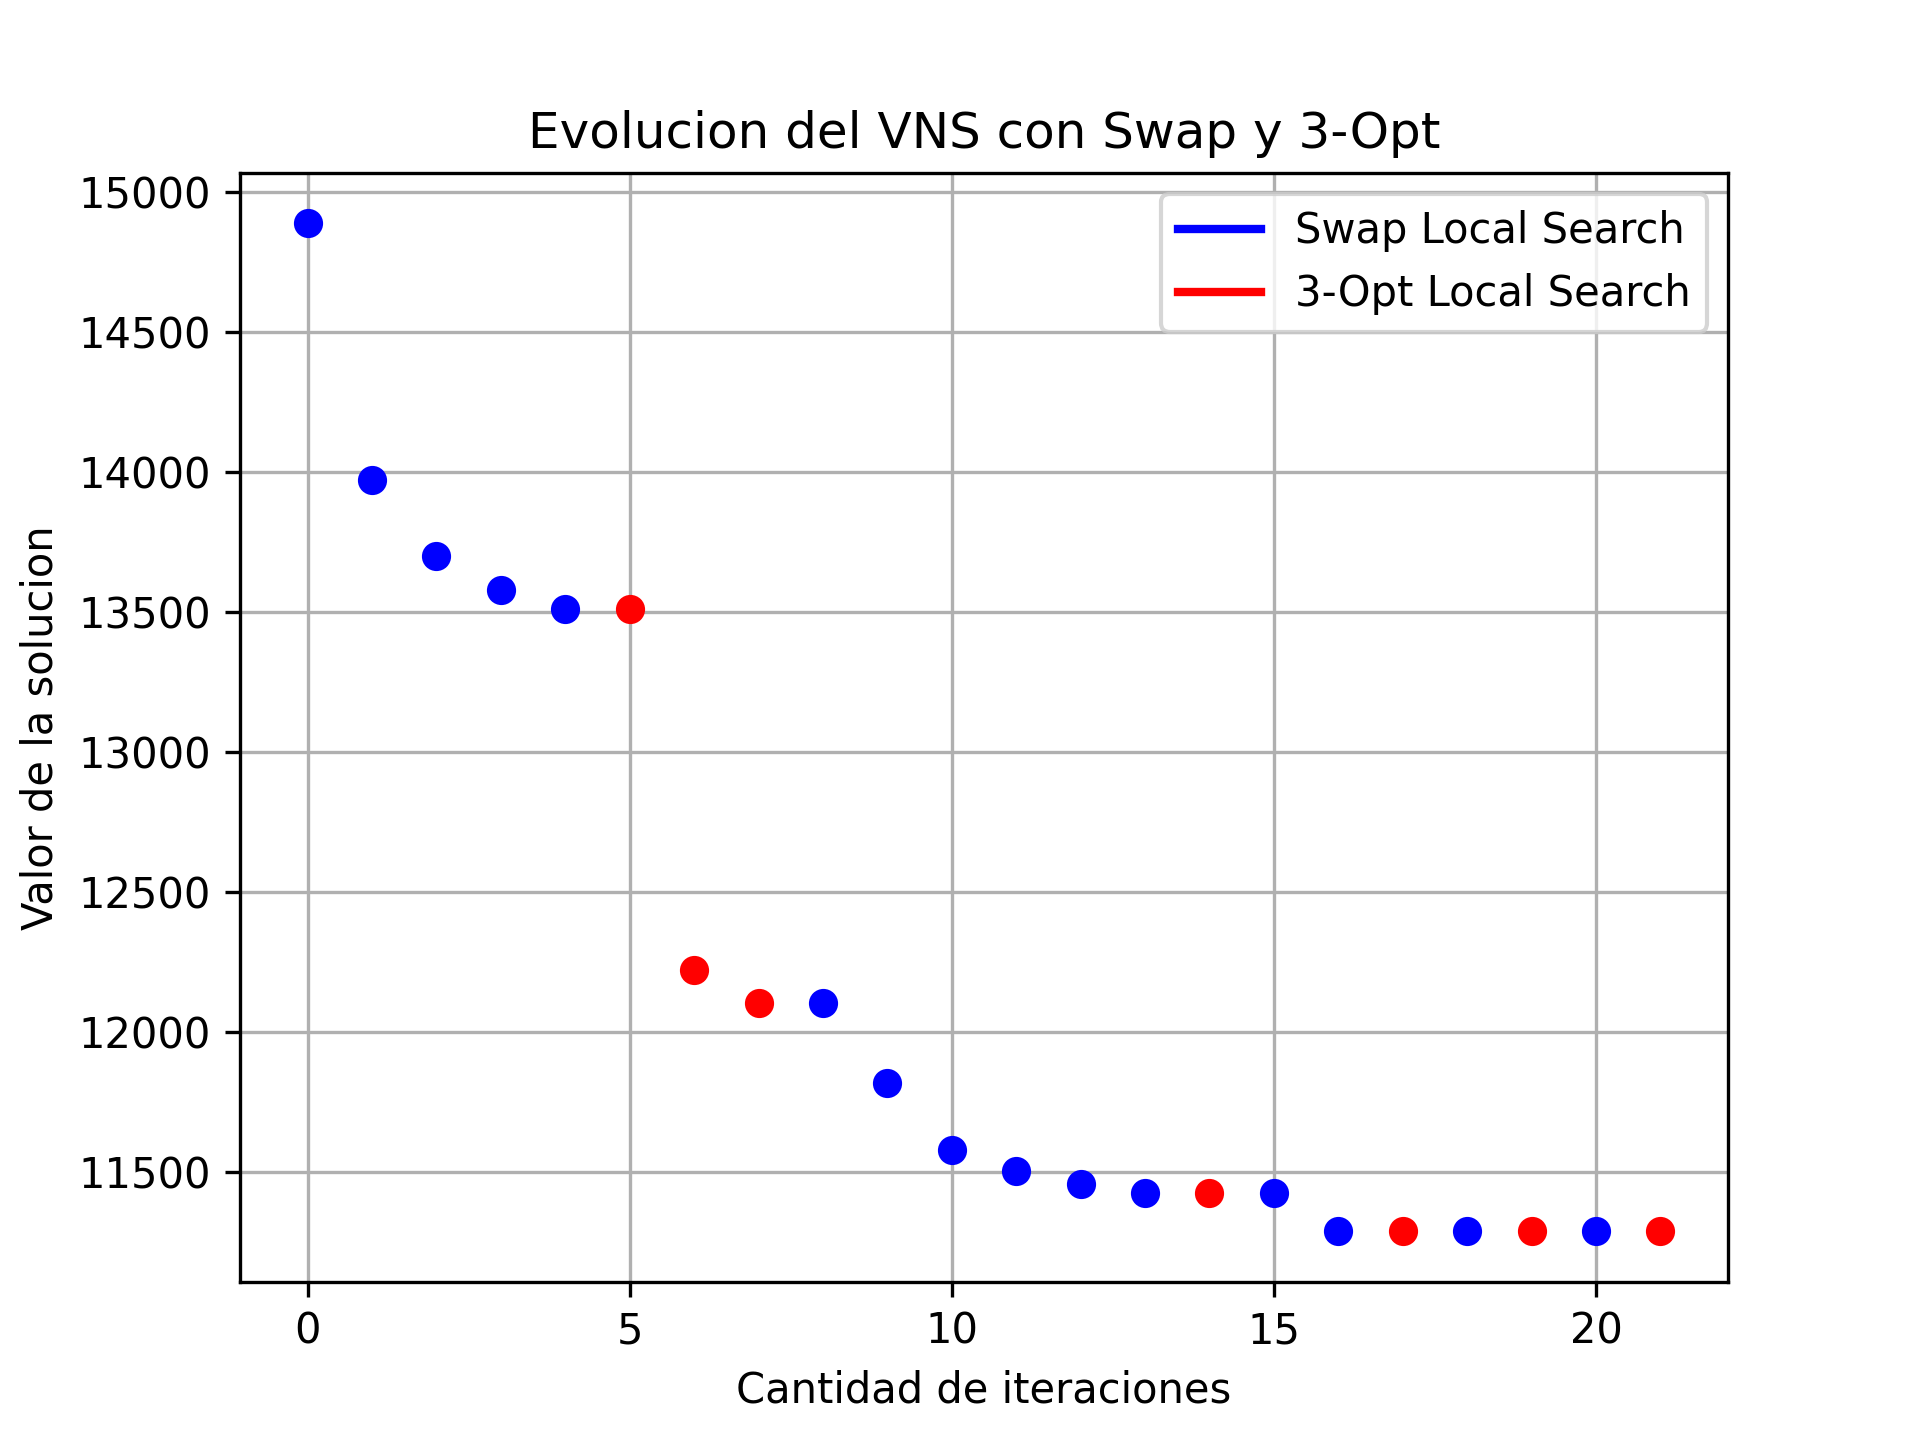 Evolucion del VNS con Swap y 3-Opt
Swap Local Search
3-Opt Local Search
Valor de la solucion
15000
14500
14000
13500
13000
12500
12000
11500
0 5 10 15 20
Cantidad de iteraciones